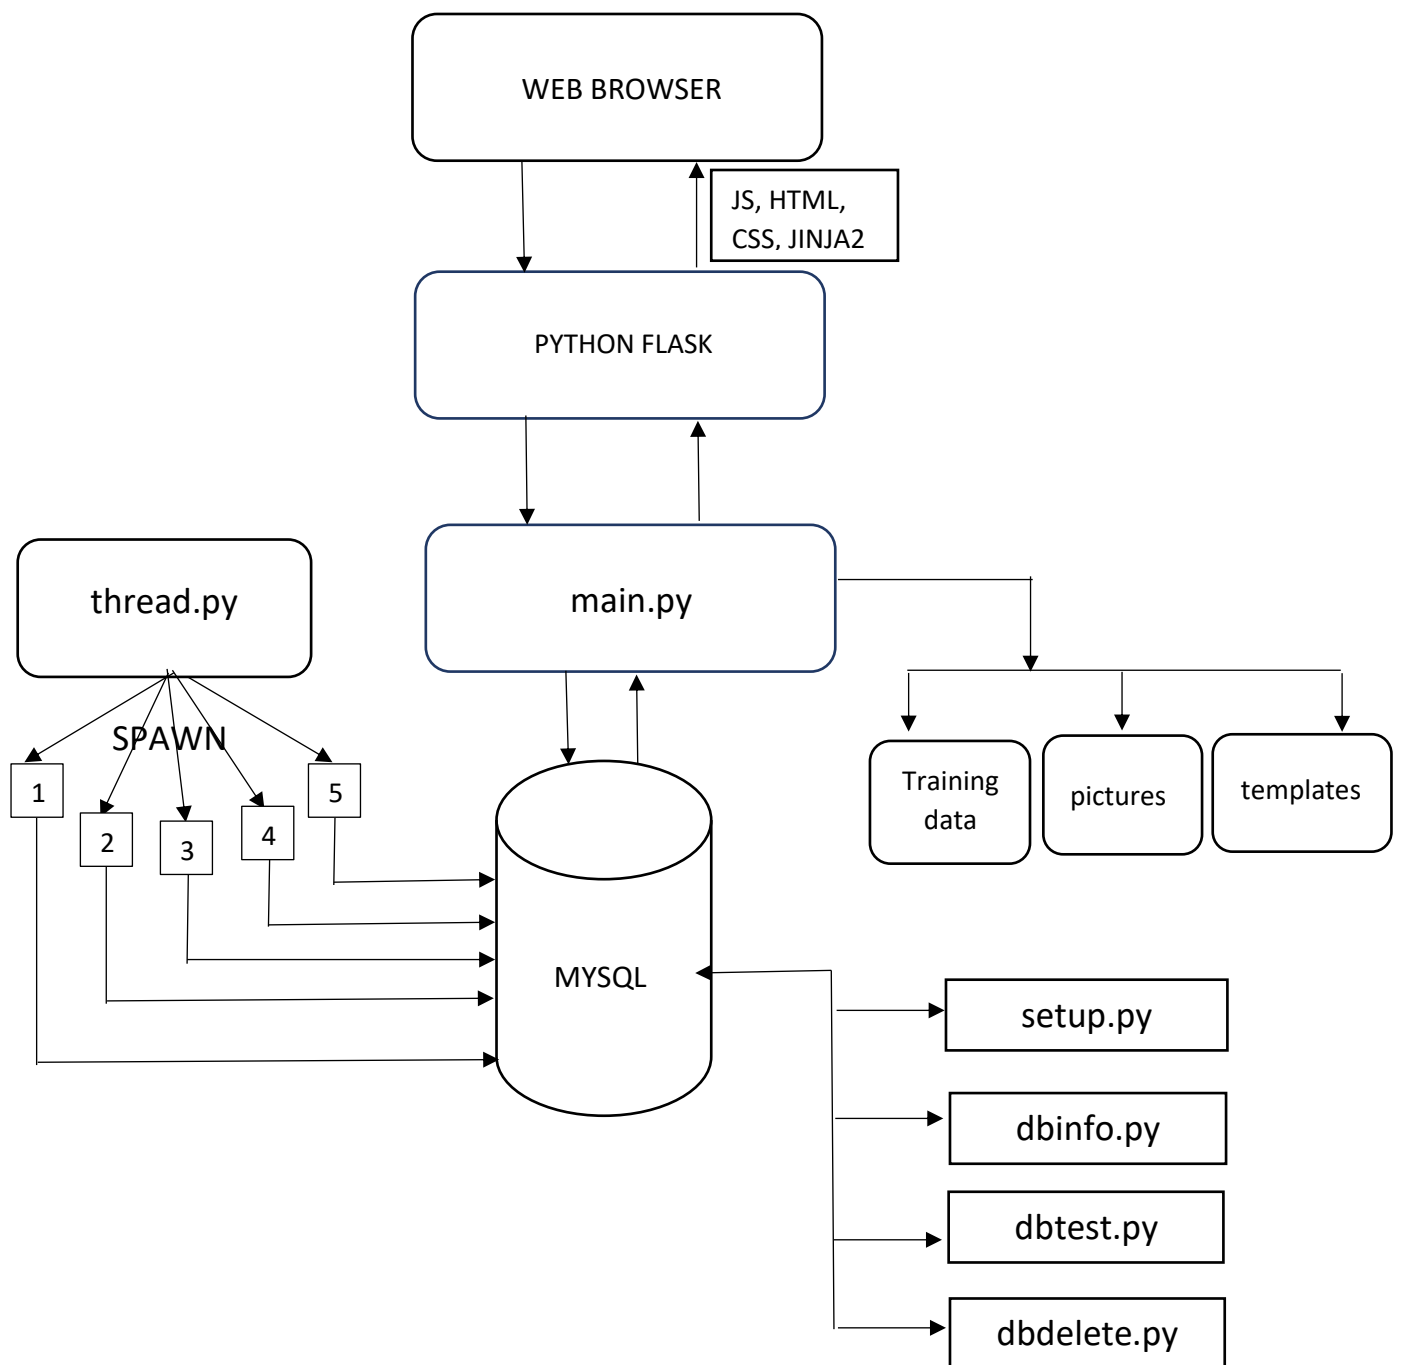 WEB BROWSER
JS, HTML,
CSS, JINJA2
PYTHON FLASK
thread.py
main.py
SPAWN
1
2
3
4
5
Training
data
pictures
templates
MYSQL
setup.py
dbinfo.py
dbtest.py
dbdelete.py